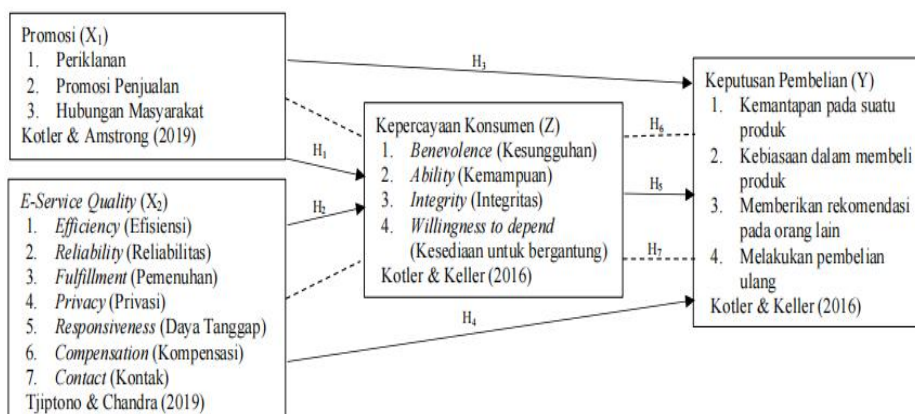 Promosi (X₁)
1. Periklanan
2. Promosi Penjualan
3. Hubungan Masyarakat
Kotler & Amstrong (2019)
H₃
H₁
E-Service Quality (X₂)
1. Efficiency (Efisiensi)
2. Reliability (Reliabilitas)
3. Fulfillment (Pemenuhan)
4. Privacy (Privasi)
5. Responsiveness (Daya Tanggap)
6. Compensation (Kompensasi)
7. Contact (Kontak)
Tjiptono & Chandra (2019)
H₂
Kepercayaan Konsumen (Z)
1. Benevolence (Kesungguhan)
2. Ability (Kemampuan)
3. Integrity (Integritas)
4. Willingness to depend
(Kesediaan untuk bergantung)
Kotler & Keller (2016)
H₆
H₅
H₇
H₄
Keputusan Pembelian (Y)
1. Kemantapan pada suatu
produk
2. Kebiasaan dalam membeli
produk
3. Memberikan rekomendasi
pada orang lain
4. Melakukan pembelian
ulang
Kotler & Keller (2016)